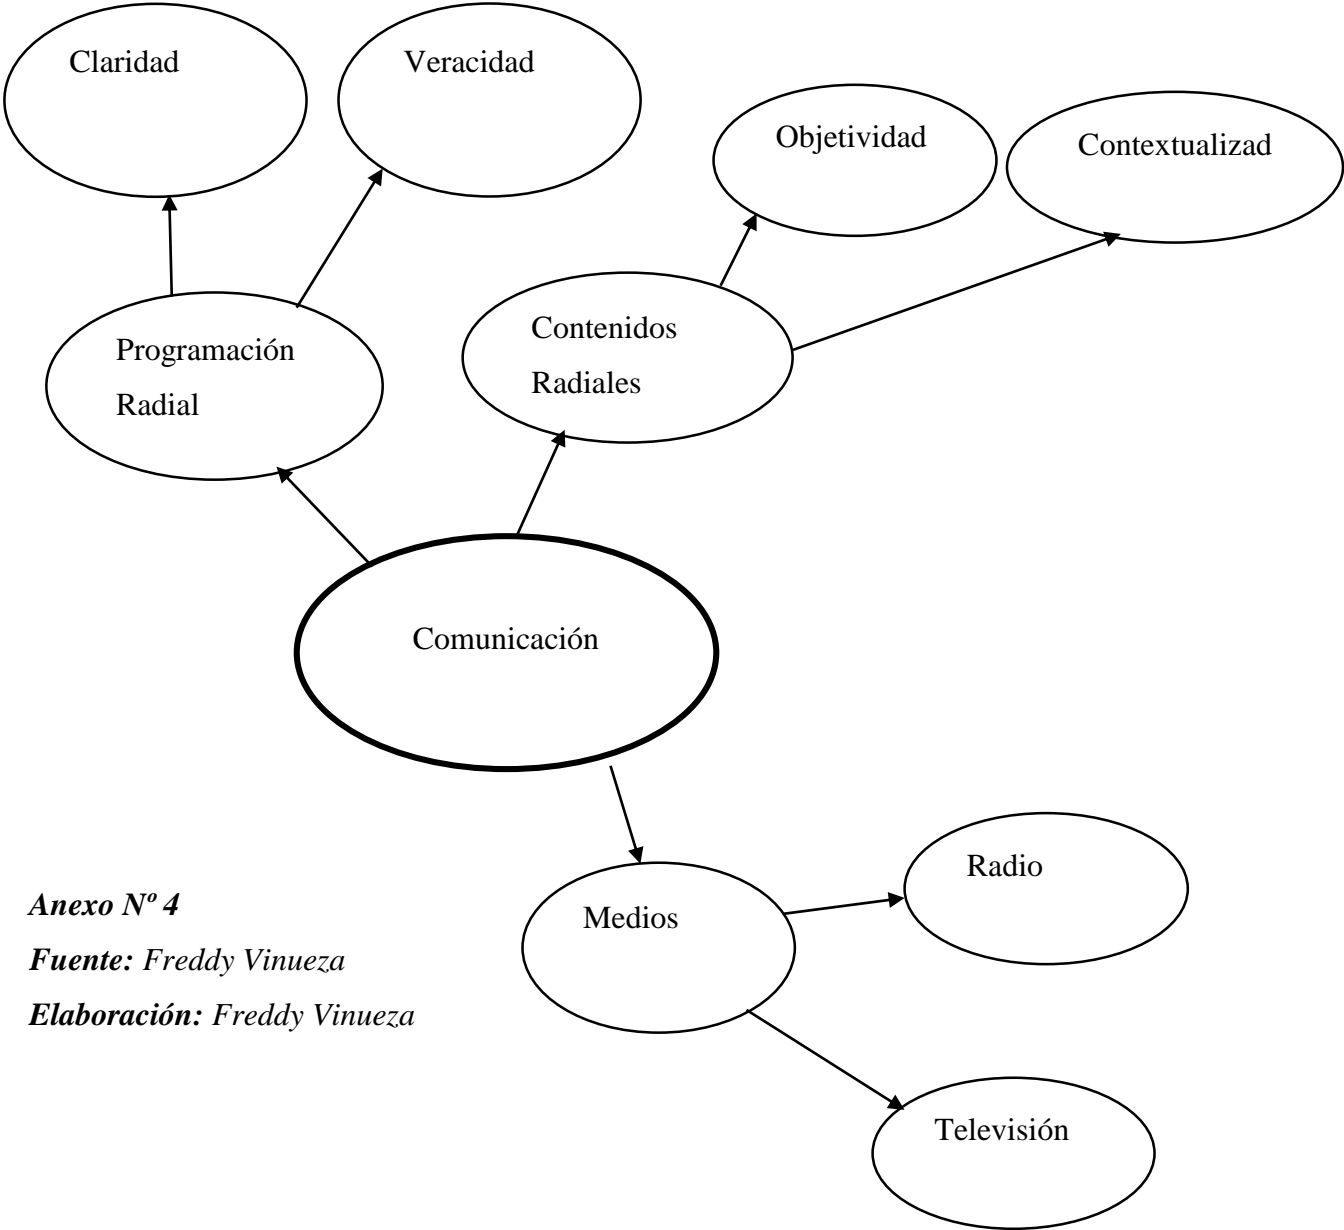 Claridad
Veracidad
Objetividad
Contextualizad
Programación
Radial
Contenidos
Radiales
Comunicación
Medios
Radio
Televisión
Anexo Nº 4
Fuente: Freddy Vinueza
Elaboración: Freddy Vinueza